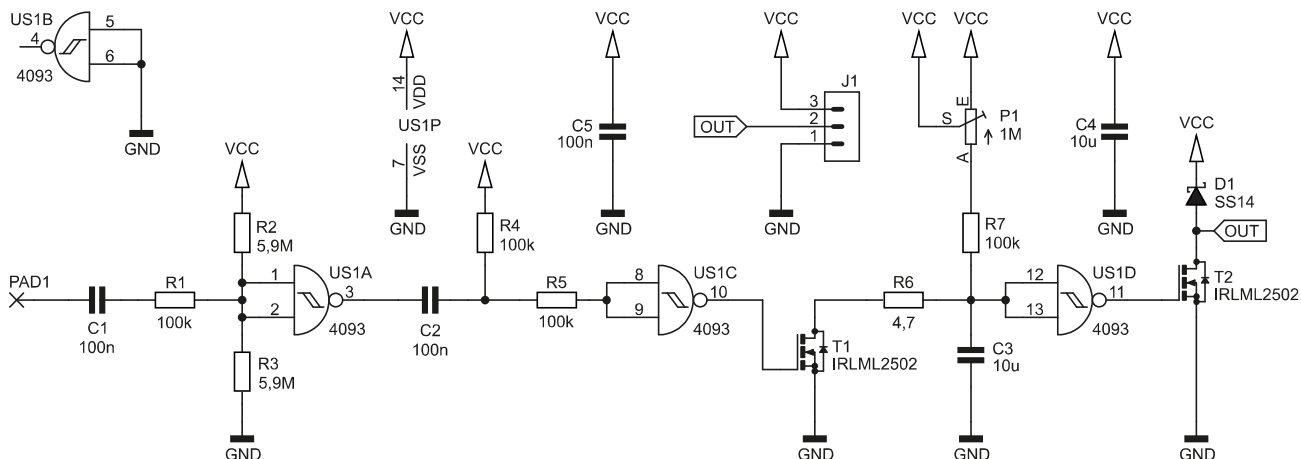 US1B
4
5
6
4093
GND
VCC
14
VDD
US1P
7
VSS
GND
C5
100n
GND
VCC
J1
3
2
1
OUT
GND
VCC
VCC
E
S
P1
1M
A
VCC
C4
10u
GND
VCC
D1
SS14
OUT
VCC
R2
5,9M
VCC
R4
100k
R7
100k
PAD1
C1
100n
R1
100k
1
2
US1A
3
4093
R3
5,9M
GND
C2
100n
R5
100k
8
9
US1C
10
4093
T1
IRLML2502
GND
R6
4,7
C3
10u
GND
12
13
US1D
11
4093
T2
IRLML2502
GND